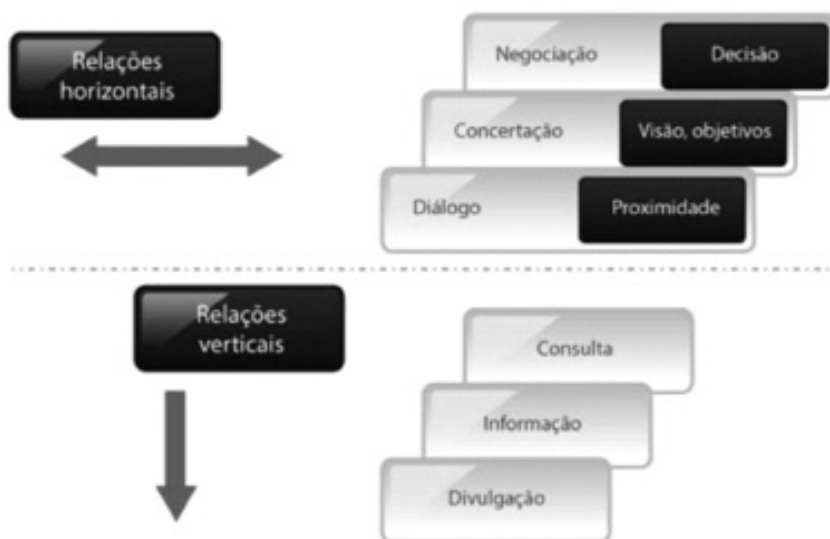 Relações
horizontais
Negociação
Decisão
Concertação
Visão, objetivos
Diálogo
Proximidade
Relações
verticais
Consulta
Informação
Divulgação